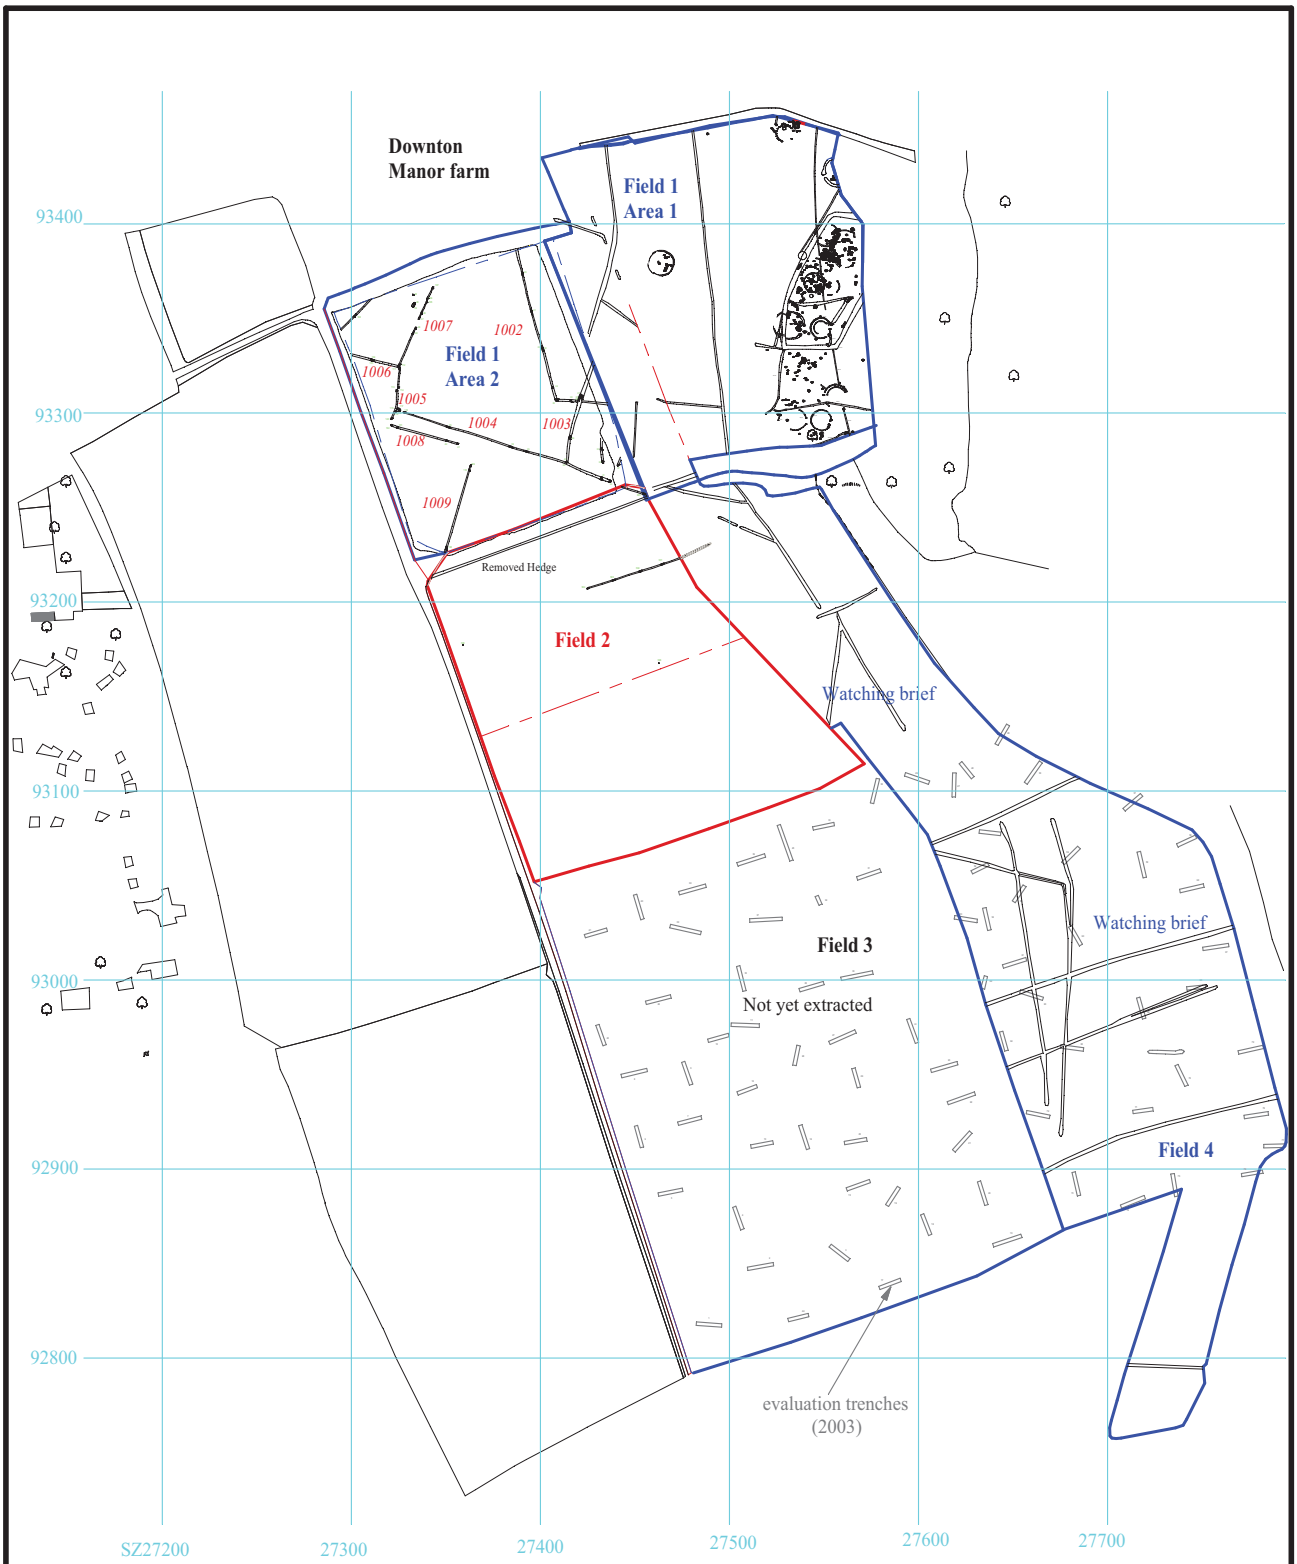 Downton
Manor farm
Field 1
Area 1
93400
1007
1002
Field 1
Area 2
1006
1005
93300
1004
1003
1008
1009
Removed Hedge
93200
Field 2
Watching brief
93100
Watching brief
Field 3
93000
Not yet extracted
92900
Field 4
92800
evaluation trenches
(2003)
SZ27200
27300
27400
27500
27600
27700